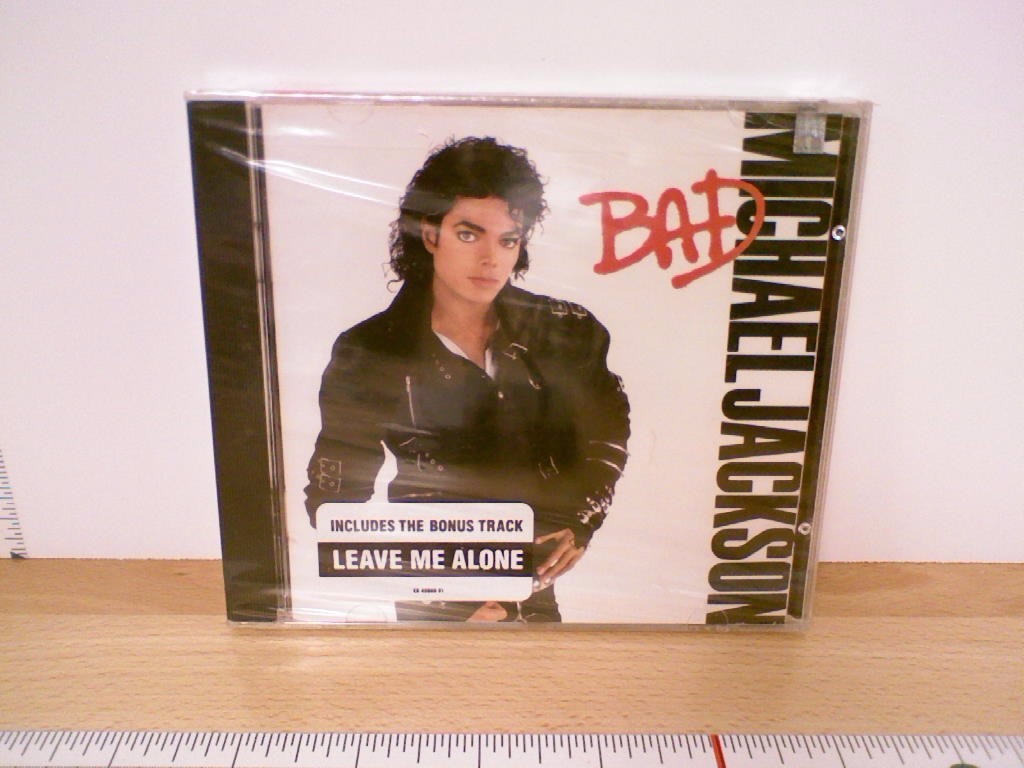 BAD
MICHAEL JACKSON
INCLUDES THE BONUS TRACK
LEAVE ME ALONE